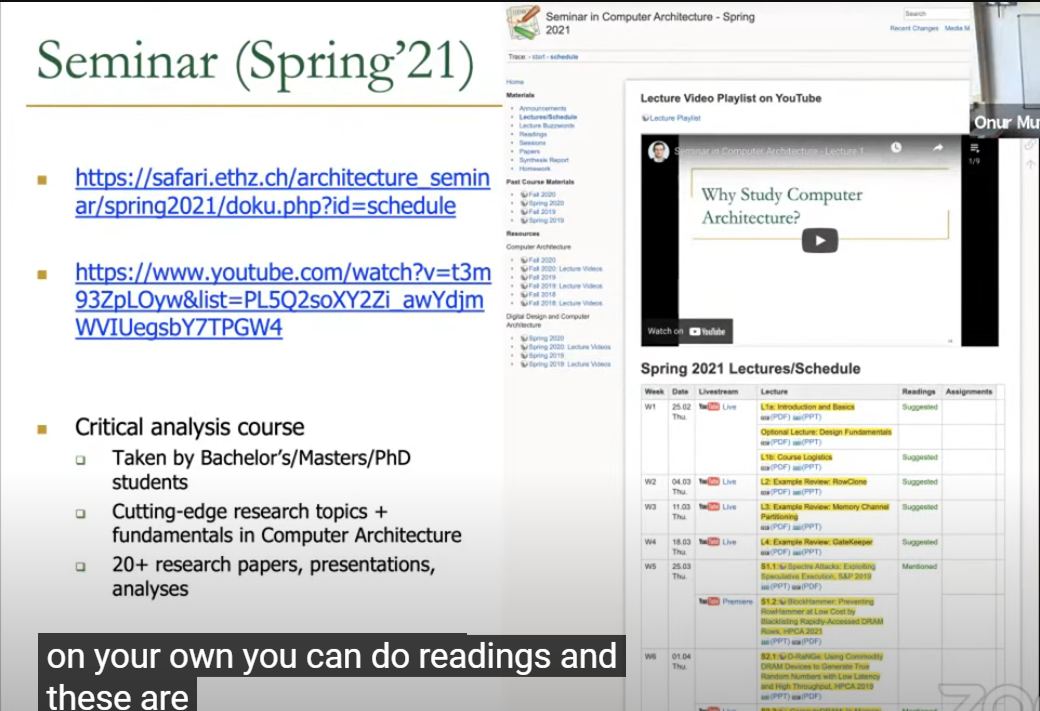 Seminar (Spring'21)
https://safari.ethz.ch/architecture_semin
ar/spring2021/doku.php?id=schedule
https://www.youtube.com/watch?v=t3m
93ZpLOyw&list=PL5Q2soXY2Zi_awYdjm
WVIUegsbY7TPGW4
Critical analysis course
Taken by Bachelor's/Masters/PhD
students
Cutting-edge research topics +
fundamentals in Computer Architecture
20+ research papers, presentations,
analyses
Seminar in Computer Architecture - Spring
2021
Search
Recent Changes Media M
Trace: • start • schedule
Home
Materials
Announcements
Lectures/Schedule
Lecture Buzzwords
Readings
Sessions
Papers
Synthesis Report
Homework
Past Course Materials
Fall 2020
Spring 2020
Fall 2019
Spring 2019
Resources
Computer Architecture
Fall 2020
Fall 2020: Lecture Videos
Fall 2019
Fall 2019: Lecture Videos
Fall 2018
Fall 2018: Lecture Videos
Digital Design and Computer
Architecture
Spring 2020
Spring 2020: Lecture Videos
Spring 2019
Spring 2019: Lecture Videos
Lecture Video Playlist on YouTube
Lecture Playlist
Seminar in Computer Architecture - Lecture 1
1/9
Why Study Computer
Architecture?
Watch on YouTube
Spring 2021 Lectures/Schedule
Week Date Livestream Lecture Readings Assignments
W1 25.02 Thu. YouTube Live L1a: Introduction and Basics Suggested
(PDF) (PPT)
Optional Lecture: Design Fundamentals
(PDF) (PPT)
L1b: Course Logistics Suggested
(PDF) (PPT)
W2 04.03 Thu. YouTube Live L2: Example Review: RowClone Suggested
(PDF) (PPT)
W3 11.03 Thu. YouTube Live L3: Example Review: Memory Channel Suggested
Partitioning
(PDF) (PPT)
W4 18.03 Thu. YouTube Live L4: Example Review: GateKeeper Suggested
(PDF) (PPT)
W5 25.03 Thu. S1.1: Spectre Attacks: Exploiting Mentioned
Speculative Execution, S&P 2019
(PPT) (PDF)
YouTube Premiere S1.2: BlockHammer: Preventing
RowHammer at Low Cost by
Blacklisting Rapidly-Accessed DRAM
Rows, HPCA 2021
(PPT) (PDF)
W6 01.04 Thu. S2.1: D-RaNGe: Using Commodity
DRAM Devices to Generate True
Random Numbers with Low Latency
and High Throughput, HPCA 2019
(PPT) (PDF)
Onur Mu
on your own you can do readings and
these are